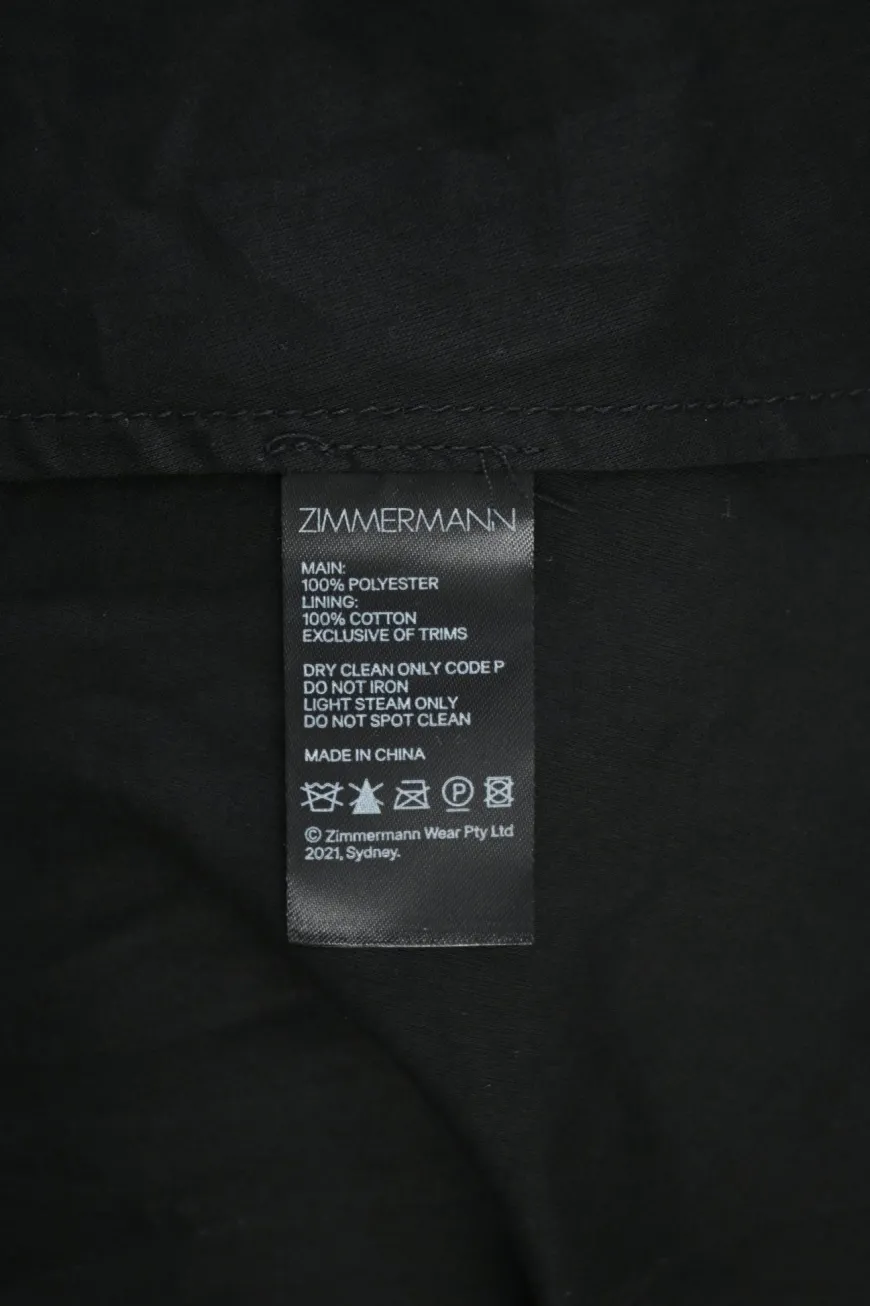 ZIMMERMANN
MAIN:
100% POLYESTER
LINING:
100% COTTON
EXCLUSIVE OF TRIMS
DRY CLEAN ONLY CODE P
DO NOT IRON
LIGHT STEAM ONLY
DO NOT SPOT CLEAN
MADE IN CHINA
P
© Zimmermann Wear Pty Ltd
2021, Sydney.